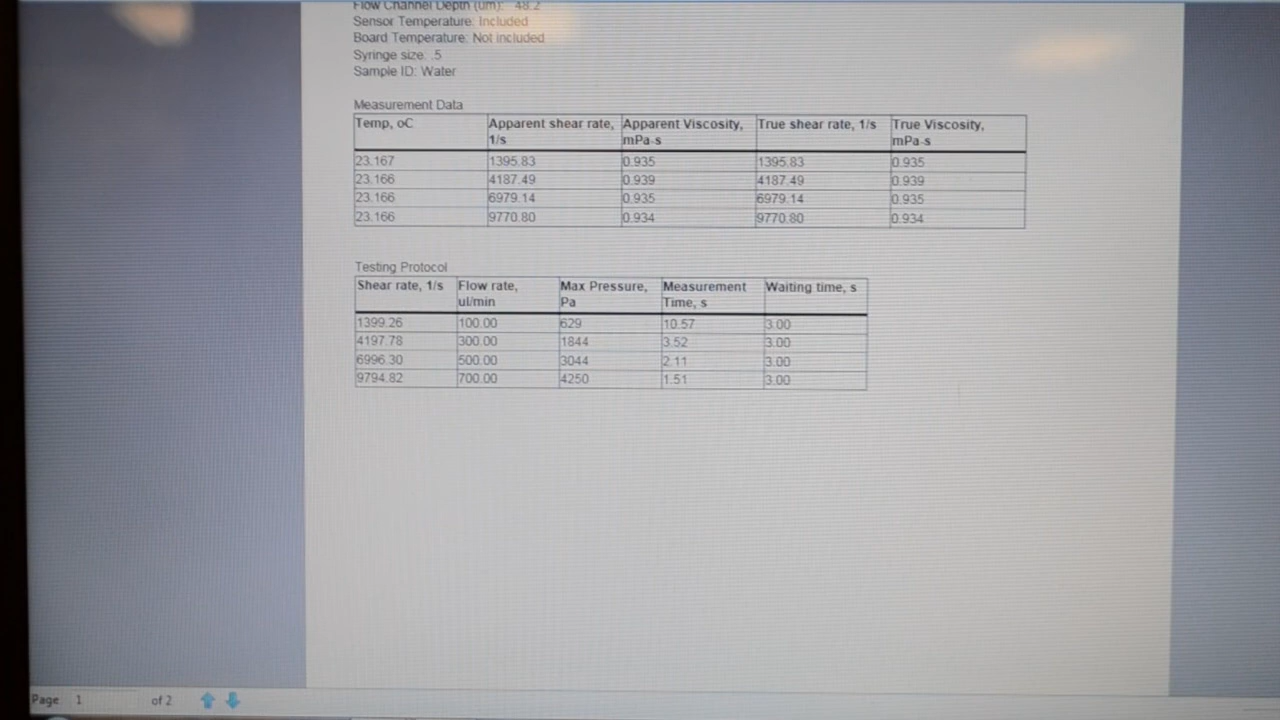 Flow Channel Depth (um): 48.2
Sensor Temperature: Included
Board Temperature: Not included
Syringe size: .5
Sample ID: Water
Measurement Data
Temp, oC Apparent shear rate, 1/s Apparent Viscosity, mPa-s True shear rate, 1/s True Viscosity, mPa-s
23.167 1395.83 0.935 1395.83 0.935
23.166 4187.49 0.939 4187.49 0.939
23.166 6979.14 0.935 6979.14 0.935
23.166 9770.80 0.934 9770.80 0.934
Testing Protocol
Shear rate, 1/s Flow rate, ul/min Max Pressure, Pa Measurement Time, s Waiting time, s
1399.26 100.00 629 10.57 3.00
4197.78 300.00 1844 3.52 3.00
6996.30 500.00 3044 2.11 3.00
9794.82 700.00 4250 1.51 3.00
Page 1 of 2